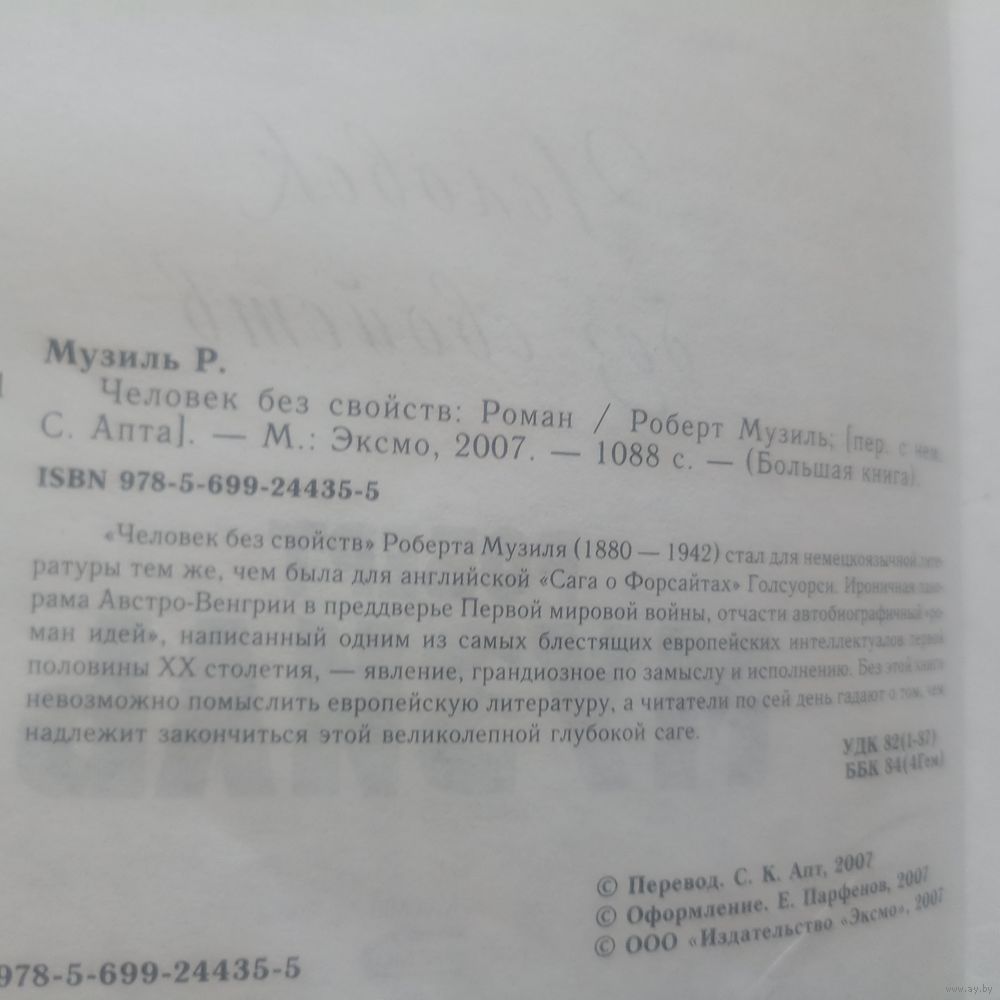 Музиль Р.
Человек без свойств: Роман / Роберт Музиль; [пер. с нем.
С. Апта]. — М.: Эксмо, 2007. — 1088 с. — (Большая книга).
ISBN 978-5-699-24435-5
«Человек без свойств» Роберта Музиля (1880 — 1942) стал для немецкоязычной лите-
ратуры тем же, чем была для английской «Сага о Форсайтах» Голсуорси. Ироничная пано-
рама Австро-Венгрии в преддверье Первой мировой войны, отчасти автобиографичный «ро-
ман идей», написанный одним из самых блестящих европейских интеллектуалов первой
половины XX столетия, — явление, грандиозное по замыслу и исполнению. Без этой книги
невозможно помыслить европейскую литературу, а читатели по сей день гадают о том, чем
надлежит закончиться этой великолепной глубокой саге.
УДК 82(1-87)
ББК 84(4Гем)
© Перевод. С. К. Апт, 2007
© Оформление. Е. Парфенов, 2007
© ООО «Издательство «Эксмо», 2007
978-5-699-24435-5
www.ay.by